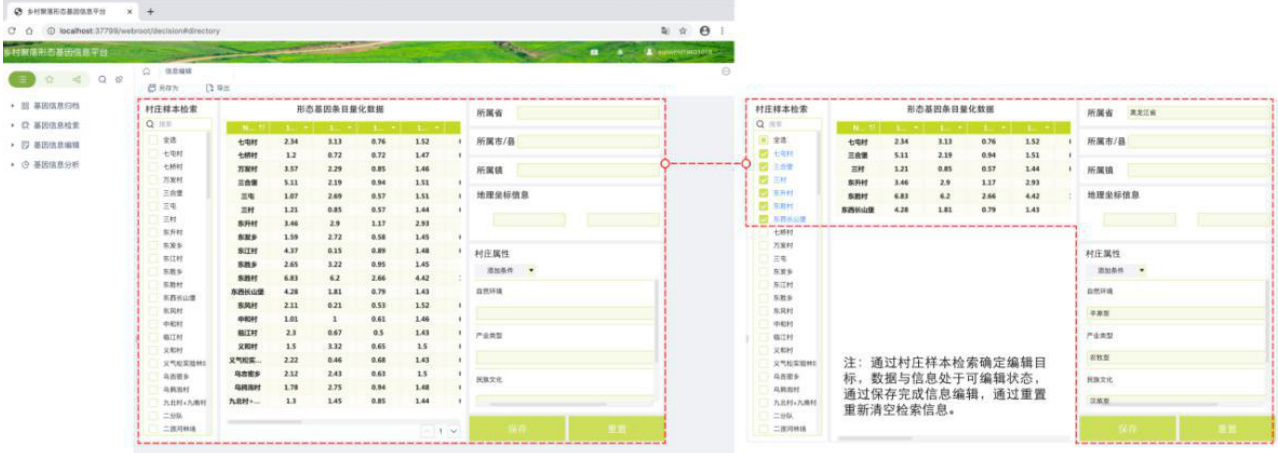 乡村聚落形态基因信息平台
localhost:37799/webroot/decision#directory
乡村聚落形态基因信息平台
信息编辑
另存为 导出
基因信息归档
基因信息检索
基因信息编辑
基因信息分析
村庄样本检索
搜索
全选
七屯村
七桥村
万发村
三合堡
三屯
三村
东升村
东发乡
东江村
东胜乡
东胜村
东西长山堡
东风村
中和村
临江村
义和村
义气松实验林场
乌吉密乡
乌鸦泡村
九北村+九南村
二分队
二道河林场
形态基因条目量化数据
N... 1... 1... 1... 1...
七屯村 2.34 3.13 0.76 1.52
七桥村 1.2 0.72 0.72 1.47
万发村 3.57 2.29 0.85 1.46
三合堡 5.11 2.19 0.94 1.51
三屯 1.07 2.69 0.57 1.51
三村 1.21 0.85 0.57 1.44
东升村 3.46 2.9 1.17 2.93
东发乡 1.59 2.72 0.58 1.45
东江村 4.37 0.15 0.89 1.48
东胜乡 2.65 3.22 0.95 1.45
东胜村 6.83 6.2 2.66 4.42
东西长山堡 4.28 1.81 0.79 1.43
东风村 2.11 0.21 0.53 1.52
中和村 1.01 1 0.61 1.46
临江村 2.3 0.67 0.5 1.43
义和村 1.5 3.32 0.65 1.5
义气松实... 2.22 0.46 0.68 1.43
乌吉密乡 2.12 2.43 0.63 1.5
乌鸦泡村 1.78 2.75 0.94 1.48
九北村+... 1.3 1.45 0.85 1.44
1
所属省
所属市/县
所属镇
地理坐标信息
村庄属性
添加条件
自然环境
产业类型
民族文化
保存 重置
村庄样本检索
搜索
全选
七屯村
三合堡
三村
东升村
东胜村
东西长山堡
七桥村
万发村
三屯
东发乡
东江村
东胜乡
东风村
中和村
临江村
义和村
义气松实验林场
乌吉密乡
乌鸦泡村
九北村+九南村
二分队
二道河林场
形态基因条目量化数据
N... 1... 1... 1... 1...
七屯村 2.34 3.13 0.76 1.52
三合堡 5.11 2.19 0.94 1.51
三村 1.21 0.85 0.57 1.44
东升村 3.46 2.9 1.17 2.93
东胜村 6.83 6.2 2.66 4.42
东西长山堡 4.28 1.81 0.79 1.43
注：通过村庄样本检索确定编辑目
标，数据与信息处于可编辑状态，
通过保存完成信息编辑，通过重置
重新清空检索信息。
所属省 黑龙江省
所属市/县
所属镇
地理坐标信息
村庄属性
添加条件
自然环境
平原型
产业类型
农牧型
民族文化
汉族型
保存 重置